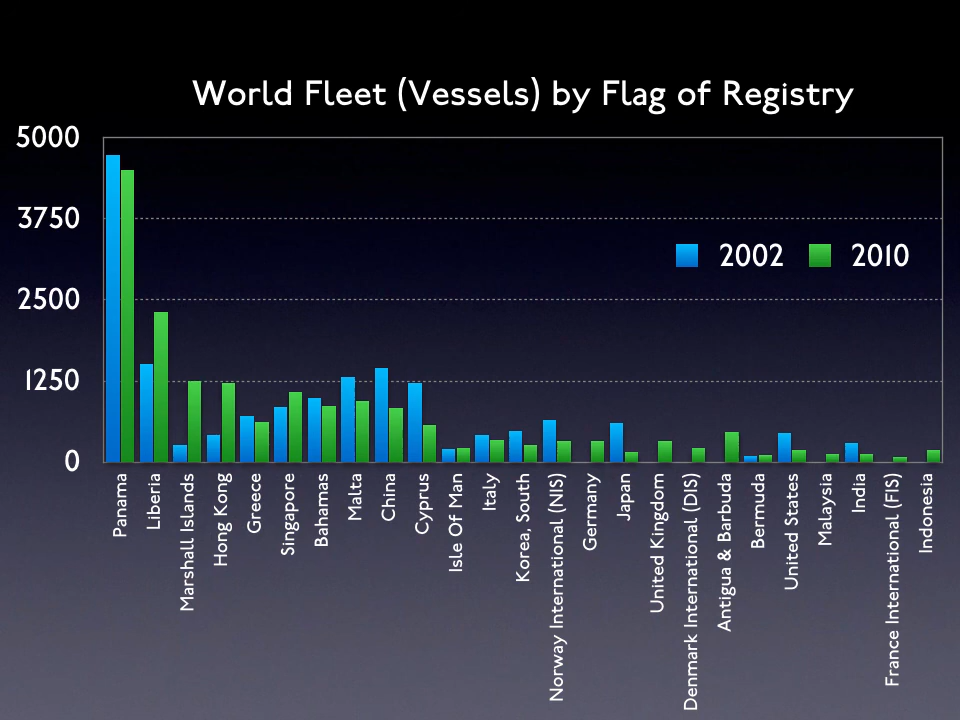 World Fleet (Vessels) by Flag of Registry
5000
3750
2500
1250
0
2002
2010
Panama
Liberia
Marshall Islands
Hong Kong
Greece
Singapore
Bahamas
Malta
China
Cyprus
Isle Of Man
Italy
Korea, South
Norway International (NIS)
Germany
Japan
United Kingdom
Denmark International (DIS)
Antigua & Barbuda
Bermuda
United States
Malaysia
India
France International (FIS)
Indonesia